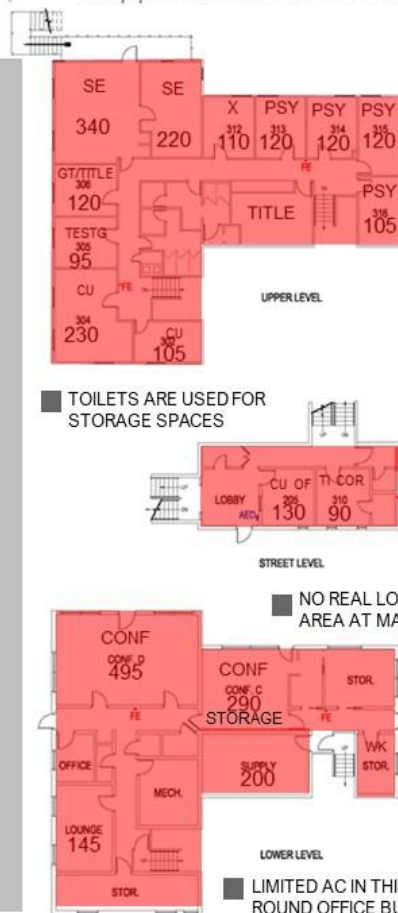 SE
340
SE
220
X
312
110
PSY
313
120
PSY
314
120
PSY
315
120
FE
GT/TITLE
306
120
TITLE
PSY
316
105
TESTG
305
95
CU
FE
304
230
CU
302
105
UPPER LEVEL
TOILETS ARE USED FOR
STORAGE SPACES
LOBBY
AED
CU OF
205
130
TI COR
310
90
STREET LEVEL
NO REAL LO
AREA AT MA
CONF
CONF. D
495
CONF
CONF. C
290
STORAGE
STOR.
FE
FE
OFFICE
MECH.
SUPPLY
200
WK
STOR.
LOUNGE
145
STOR.
LOWER LEVEL
LIMITED AC IN THI
ROUND OFFICE BU